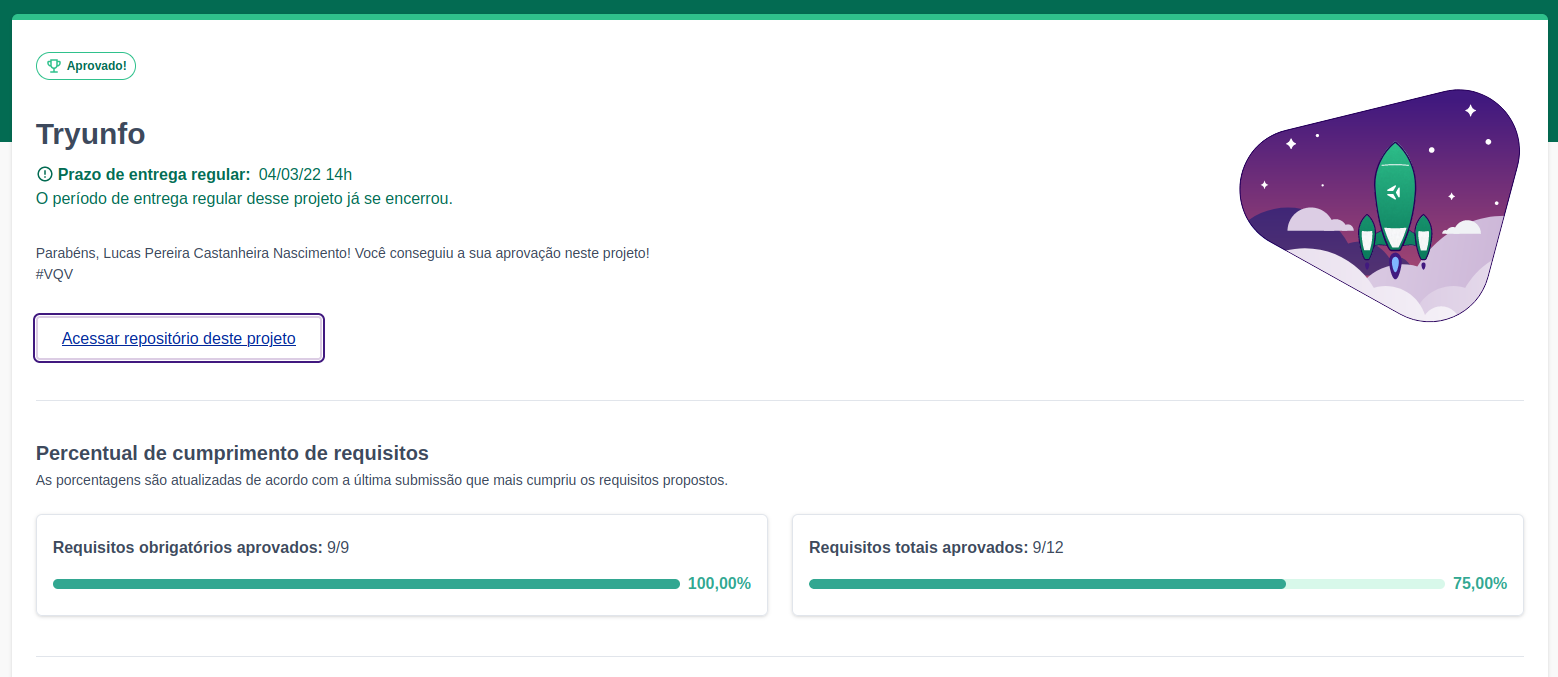 Aprovado!
Tryunfo
Prazo de entrega regular: 04/03/22 14h
O período de entrega regular desse projeto já se encerrou.
Parabéns, Lucas Pereira Castanheira Nascimento! Você conseguiu a sua aprovação neste projeto!
#VQV
Acessar repositório deste projeto
Percentual de cumprimento de requisitos
As porcentagens são atualizadas de acordo com a última submissão que mais cumpriu os requisitos propostos.
Requisitos obrigatórios aprovados: 9/9
100,00%
Requisitos totais aprovados: 9/12
75,00%